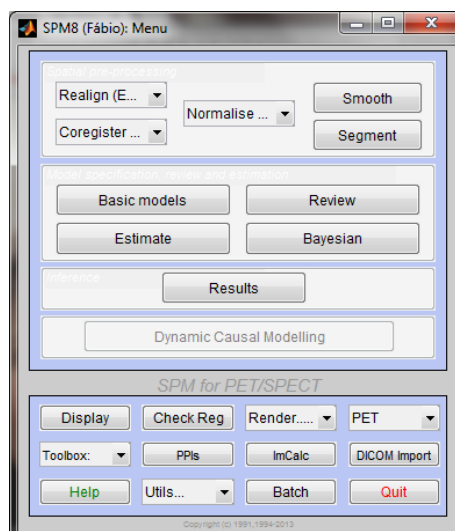 SPM8 (Fábio): Menu
Spatial pre-processing
Realign (E...
Normalise ...
Smooth
Coregister ...
Segment
Model specification, review and estimation
Basic models
Review
Estimate
Bayesian
Inference
Results
Dynamic Causal Modelling
SPM for PET/SPECT
Display
Check Reg
Render.....
PET
Toolbox:
PPIs
ImCalc
DICOM Import
Help
Utils...
Batch
Quit
Copyright (c) 1991,1994-2013